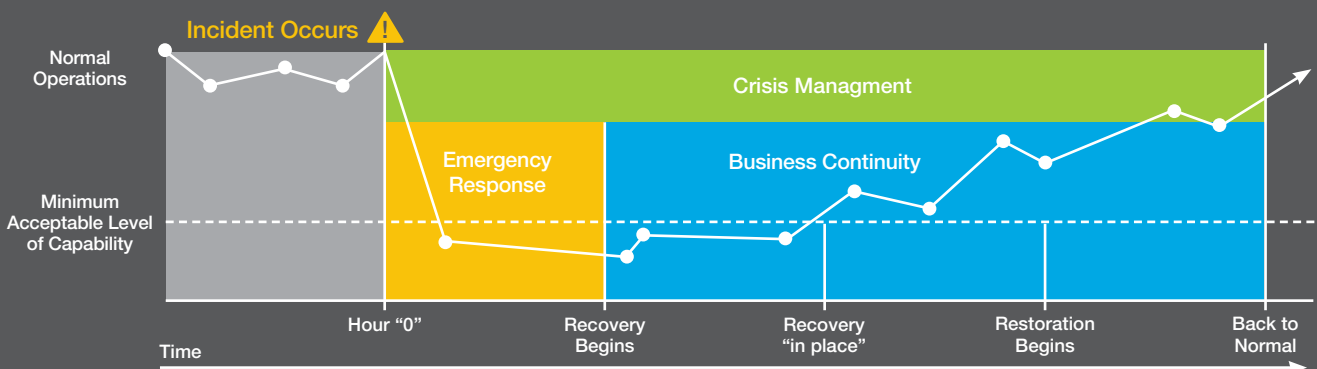 Incident Occurs
!
Normal
Operations
Crisis Managment
Emergency
Response
Business Continuity
Minimum
Acceptable Level
of Capability
Hour “0”
Recovery
Begins
Recovery
“in place”
Restoration
Begins
Back to
Normal
Time